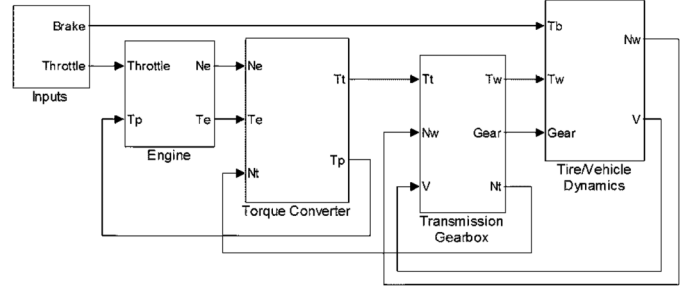 Brake
Throttle
Inputs
Throttle
Ne
Tp
Te
Engine
Ne
Tt
Te
Tp
Nt
Torque Converter
Tt
Tw
Nw
Gear
V
Nt
Transmission
Gearbox
Tb
Nw
Tw
V
Gear
Tire/Vehicle
Dynamics